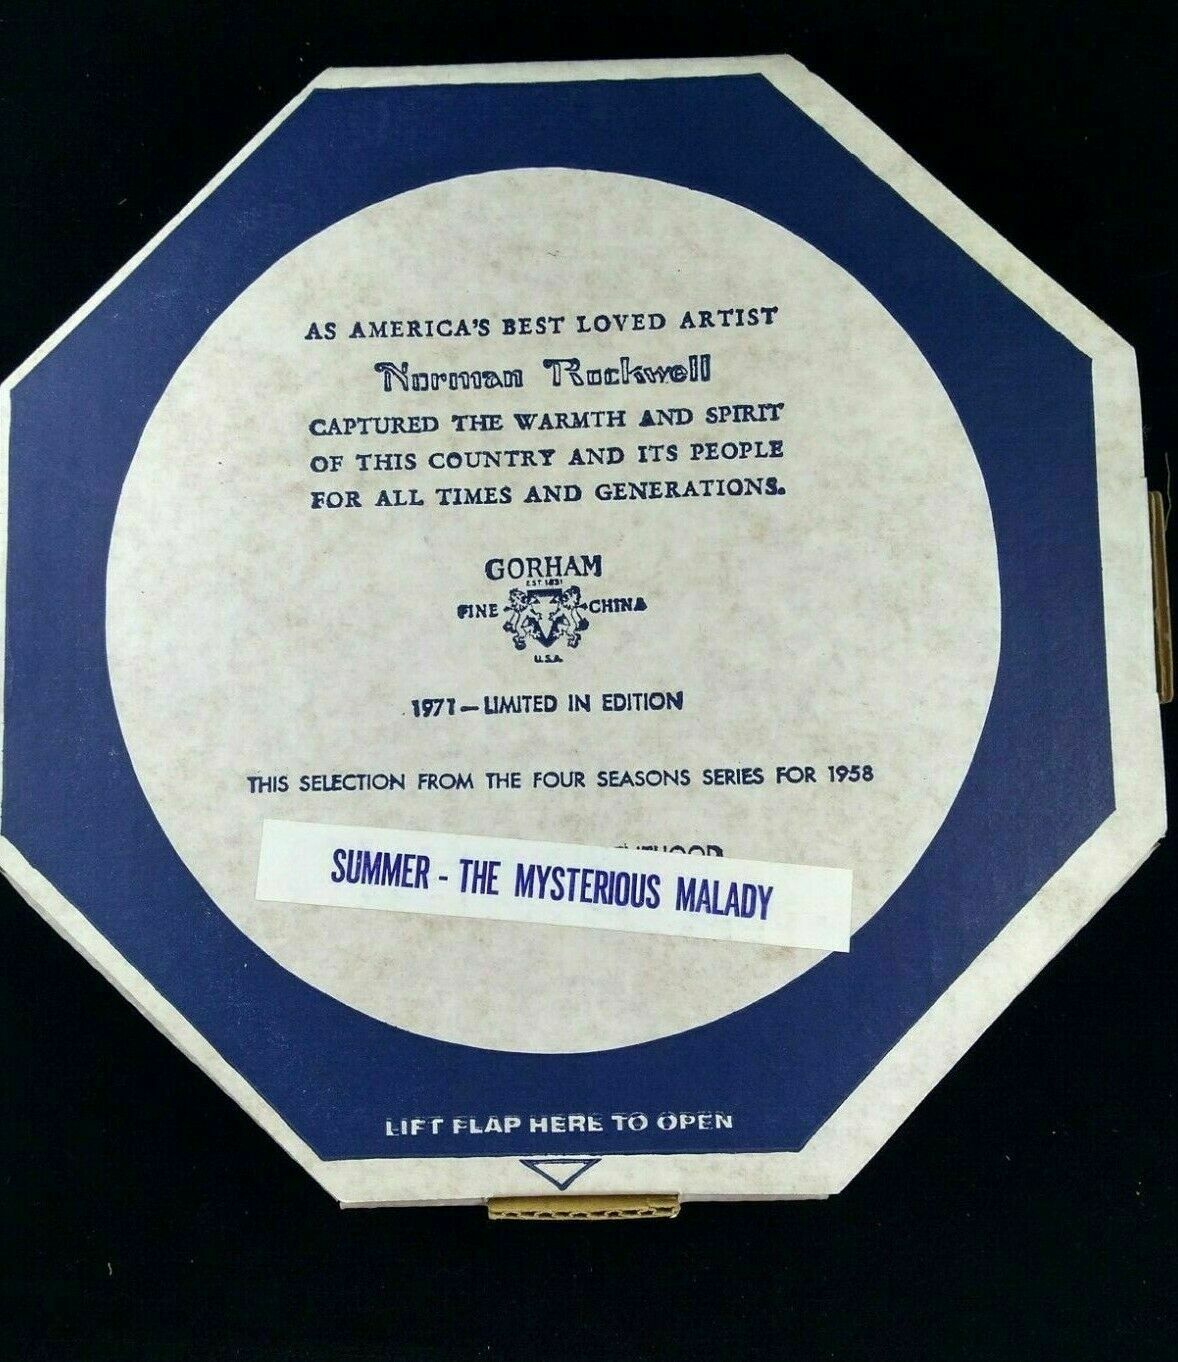 AS AMERICA'S BEST LOVED ARTIST
Norman Rockwell
CAPTURED THE WARMTH AND SPIRIT
OF THIS COUNTRY AND ITS PEOPLE
FOR ALL TIMES AND GENERATIONS.
GORHAM
EST. 1831
FINE CHINA
U.S.A.
1971—LIMITED IN EDITION
THIS SELECTION FROM THE FOUR SEASONS SERIES FOR 1958
SUMMER - THE MYSTERIOUS MALADY
LIFT FLAP HERE TO OPEN